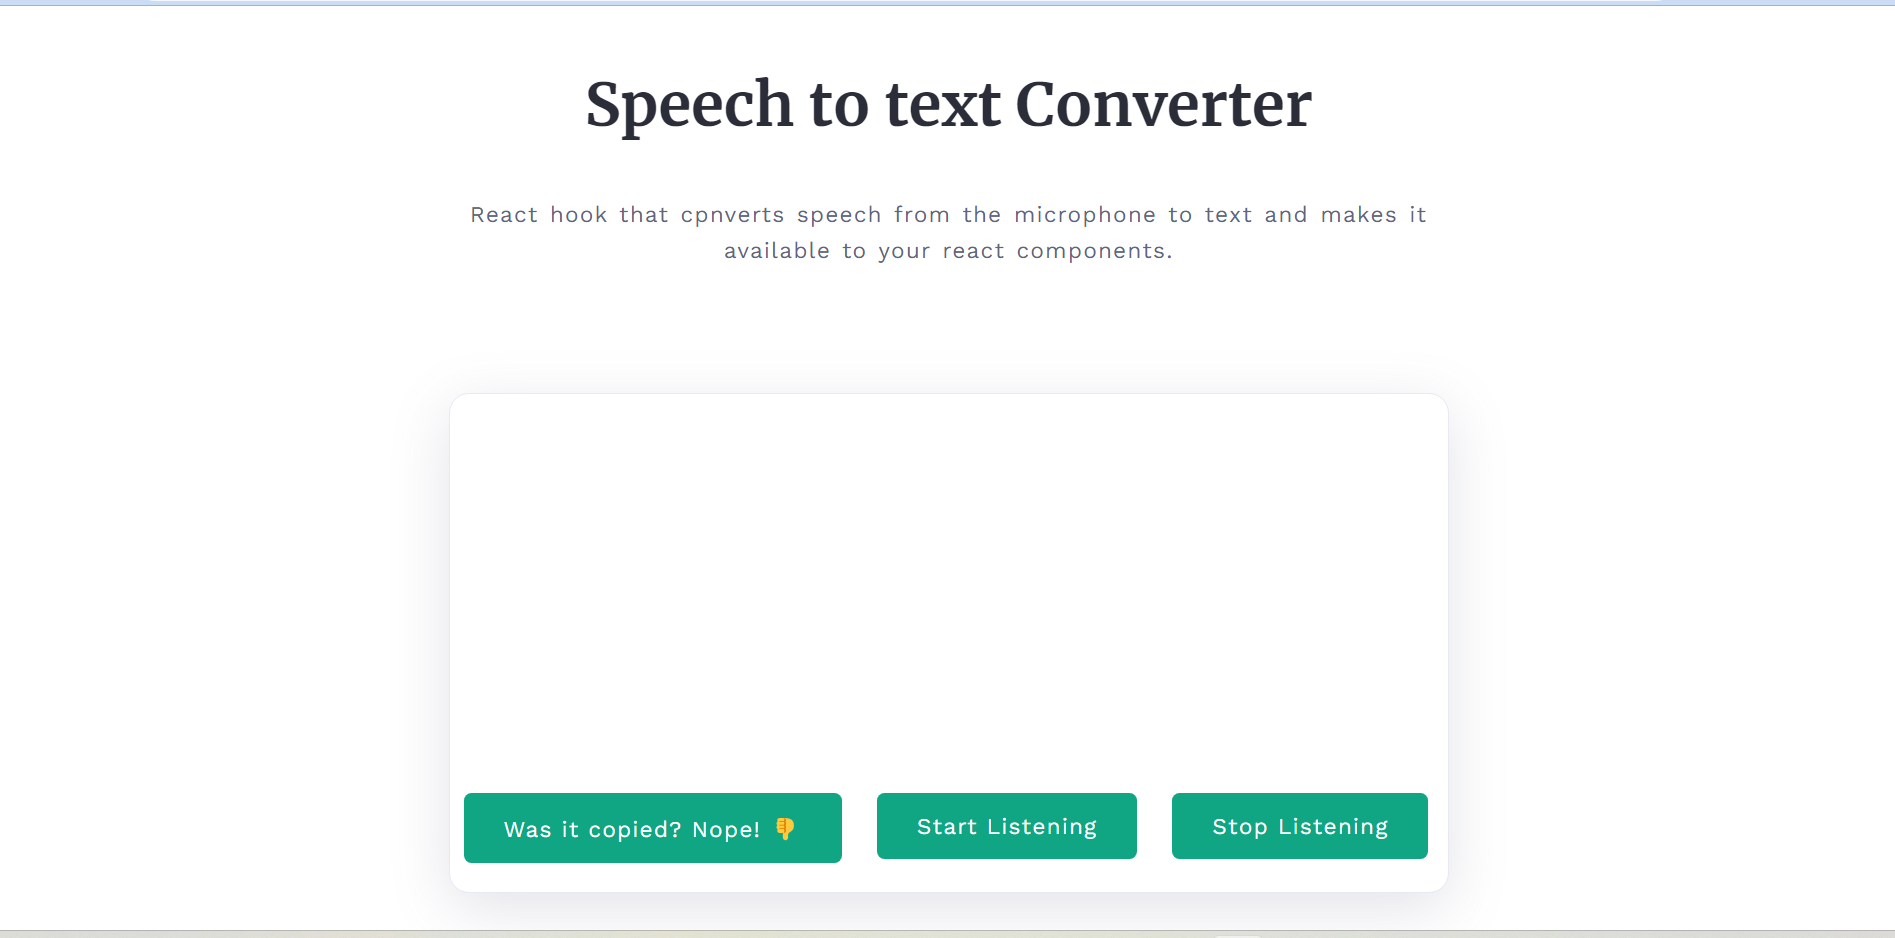 Speech to text Converter
React hook that cpnverts speech from the microphone to text and makes it
available to your react components.
Was it copied? Nope! 👎
Start Listening
Stop Listening